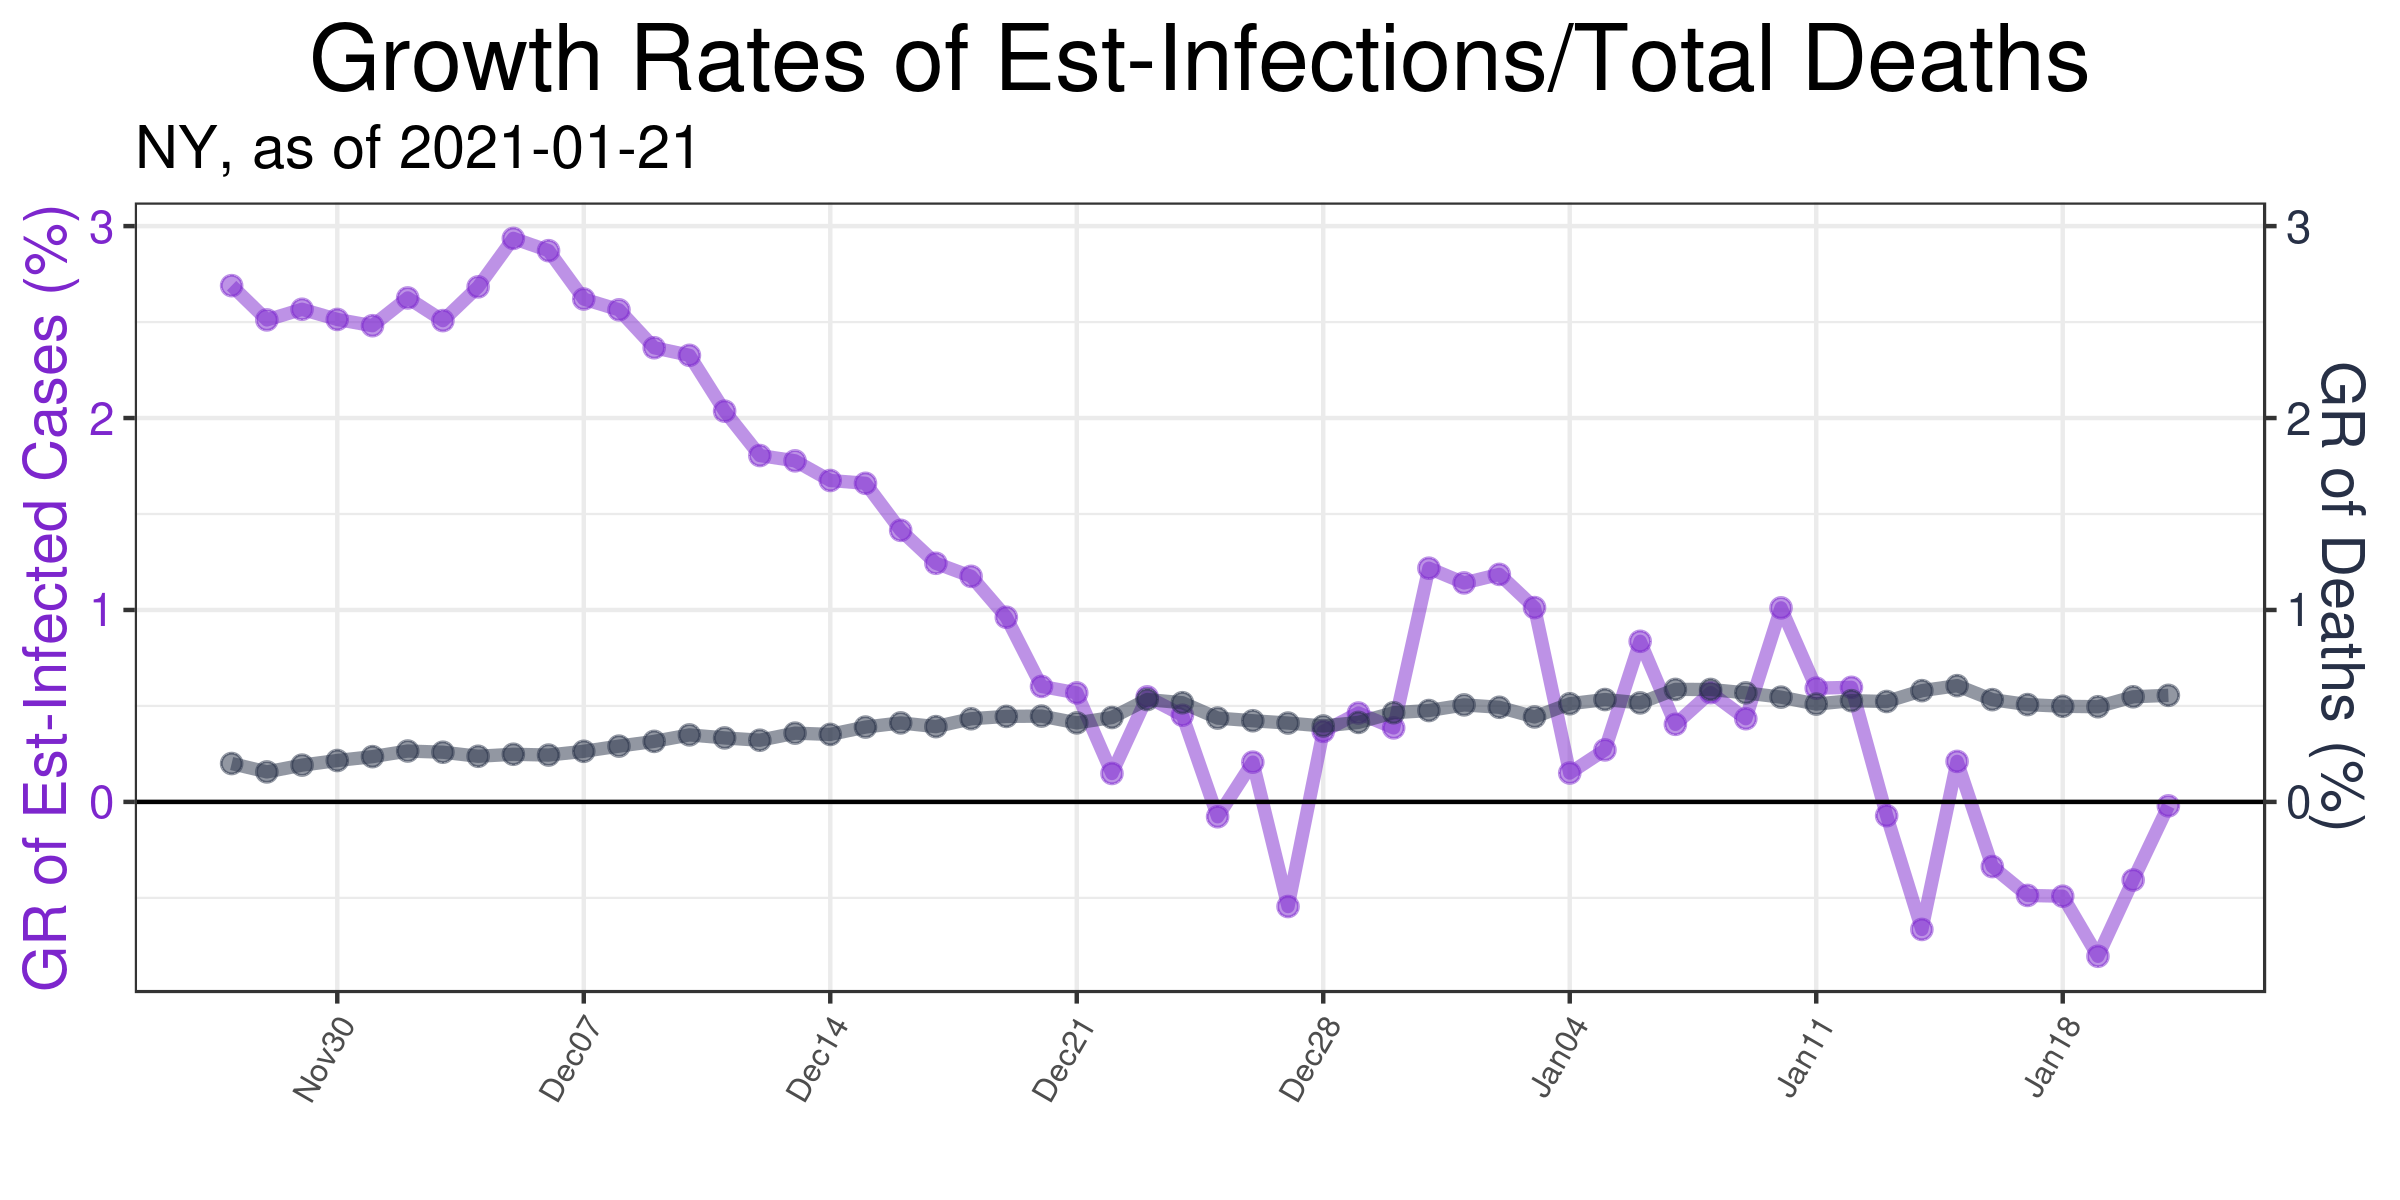 Growth Rates of Est-Infections/Total Deaths
NY, as of 2021-01-21
GR of Est-Infected Cases (%)
3
2
1
0
3
2
1
0
GR of Deaths (%)
Nov30
Dec07
Dec14
Dec21
Dec28
Jan04
Jan11
Jan18